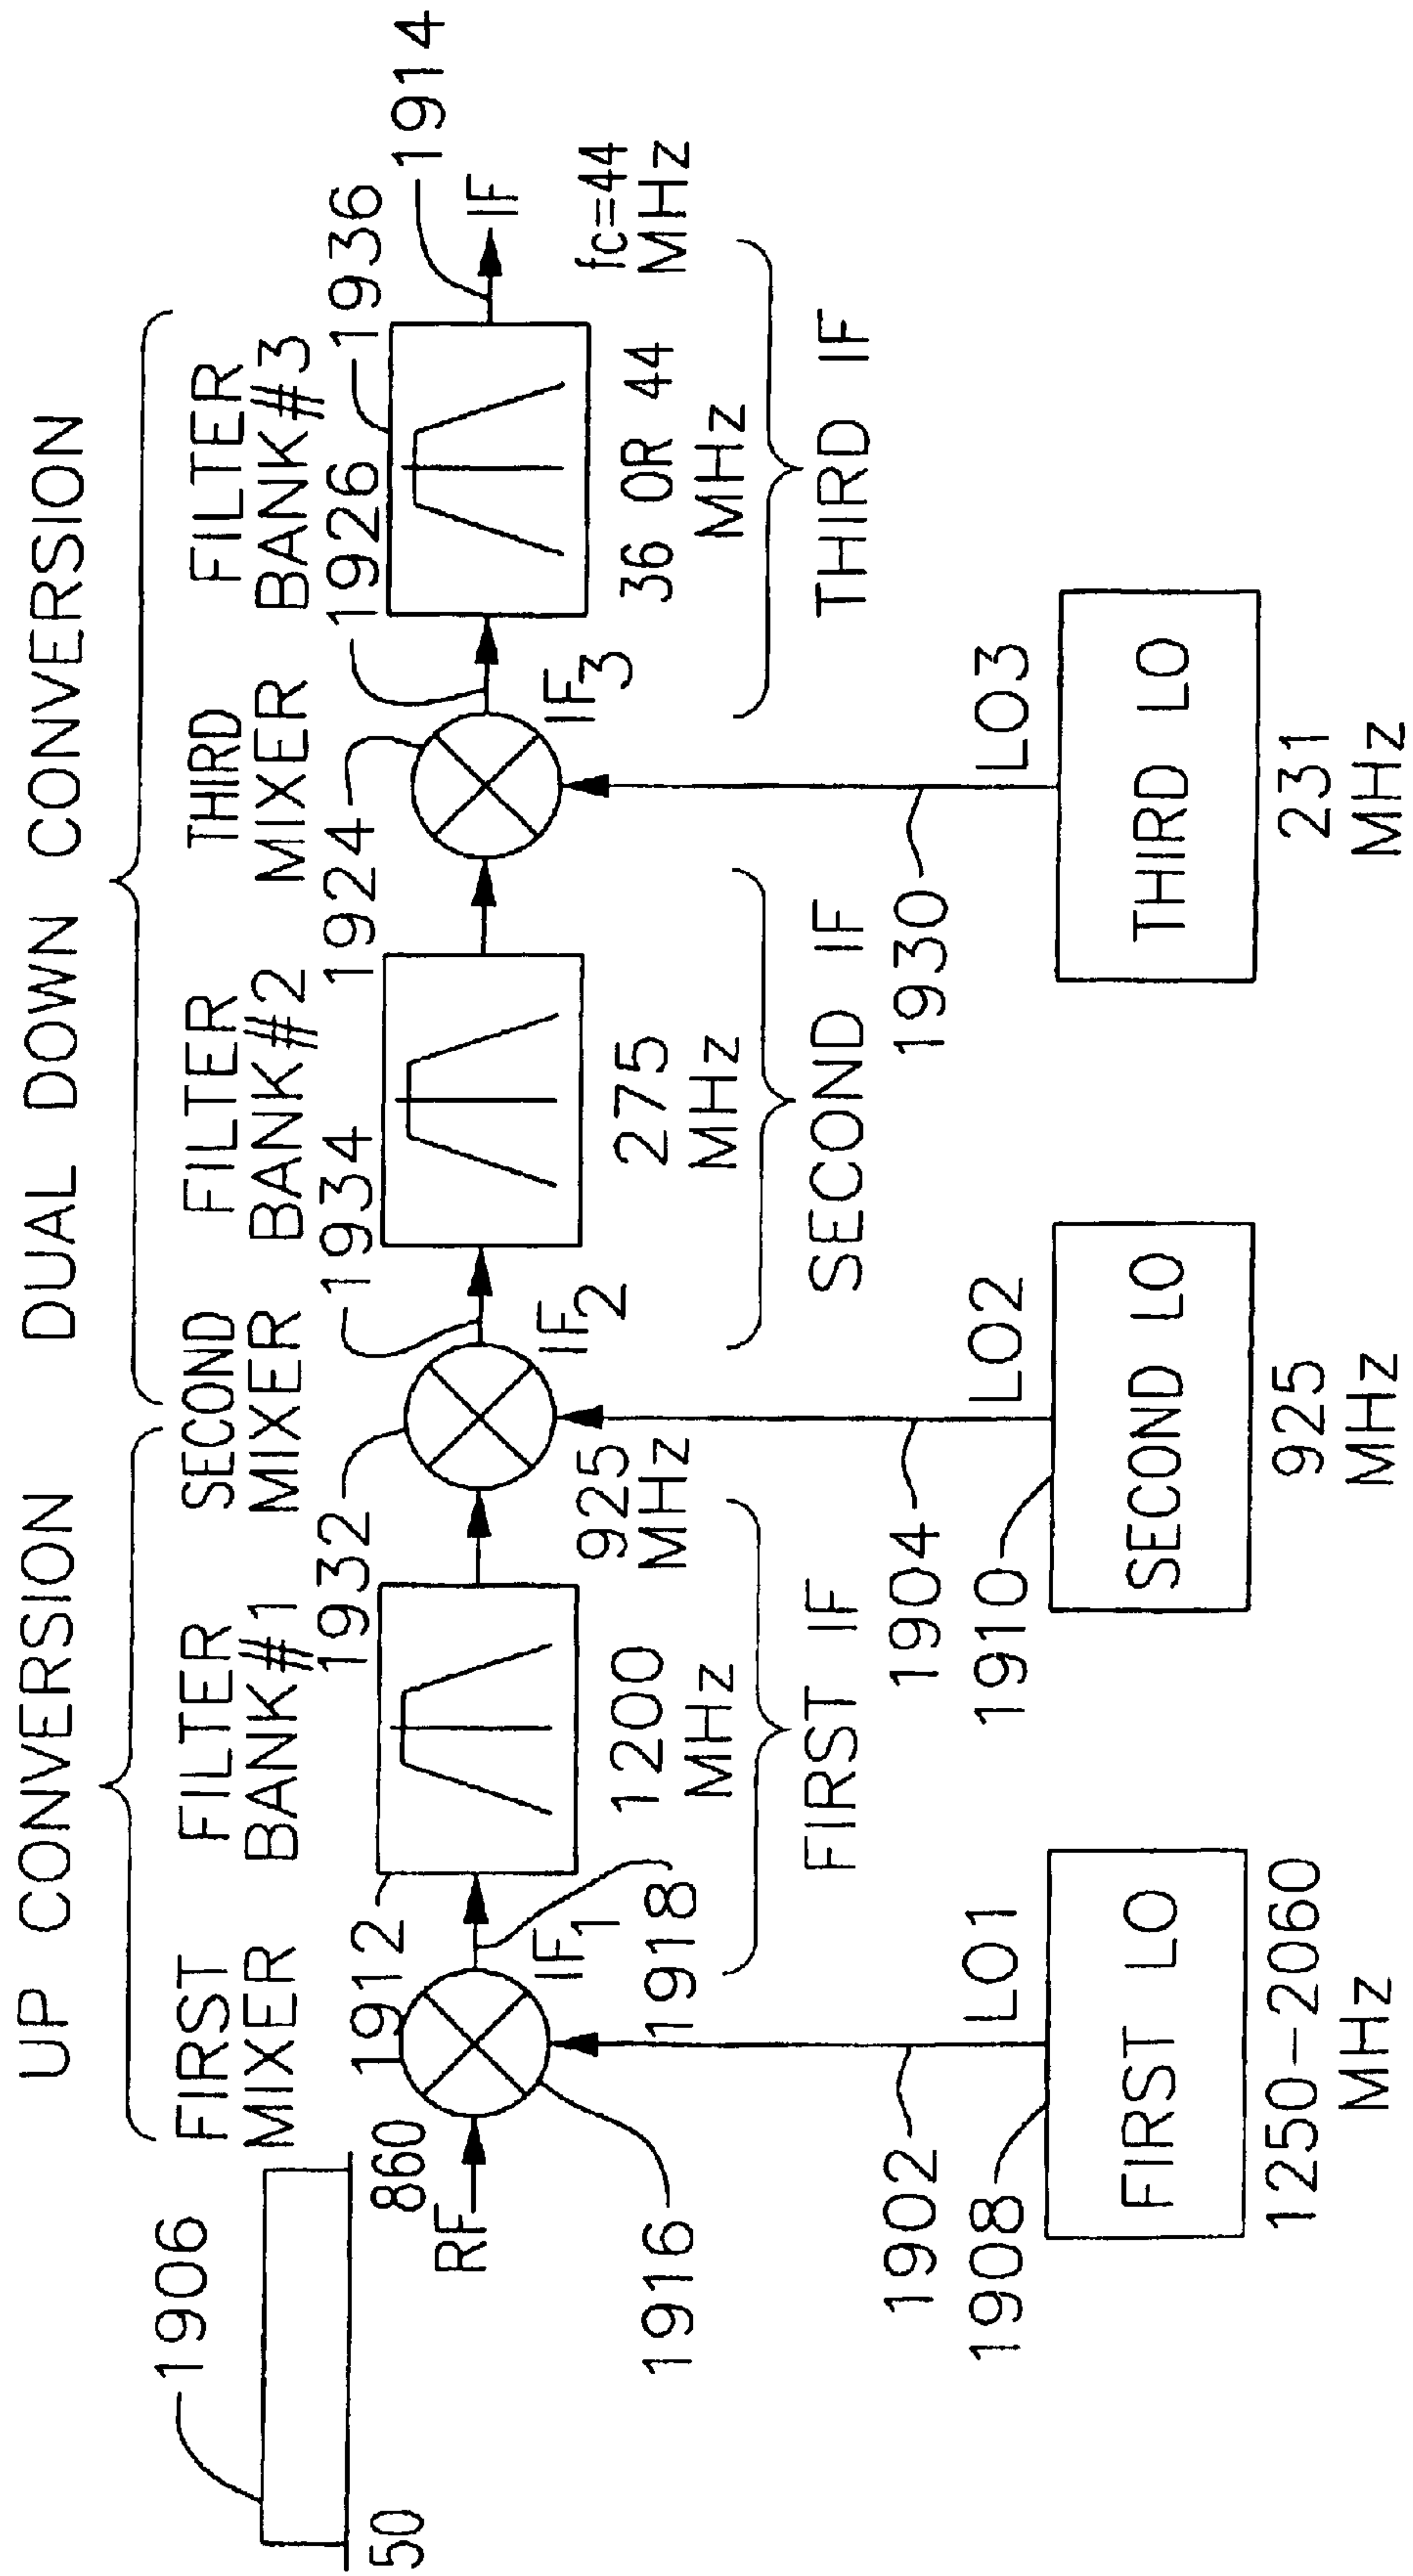 UP CONVERSION
DUAL DOWN CONVERSION
1906
50
860
RF
FIRST
MIXER
1916
1912
IF1
1918
FILTER
BANK#1
1200
MHz
FIRST IF
1932
SECOND
MIXER
925
MHz
IF2
1934
FILTER
BANK#2
275
MHz
SECOND IF
1924
THIRD
MIXER
IF3
1926
FILTER
BANK#3
1936
36 OR 44
MHz
THIRD IF
1914
IF
fc=44
MHz
1902
LO1
1908
FIRST LO
1250-2060
MHz
1904
LO2
1910
SECOND LO
925
MHz
1930
LO3
THIRD LO
231
MHz